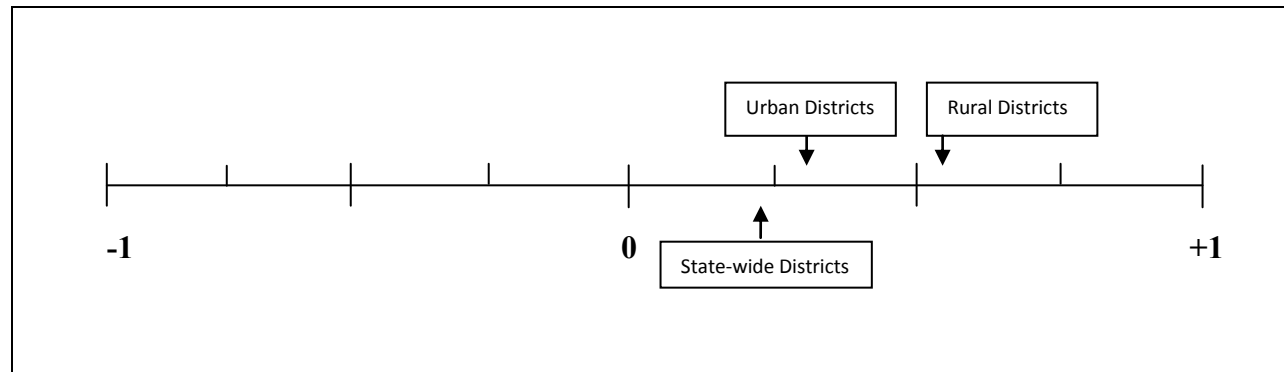 Urban Districts
Rural Districts
-1
0
+1
State-wide Districts